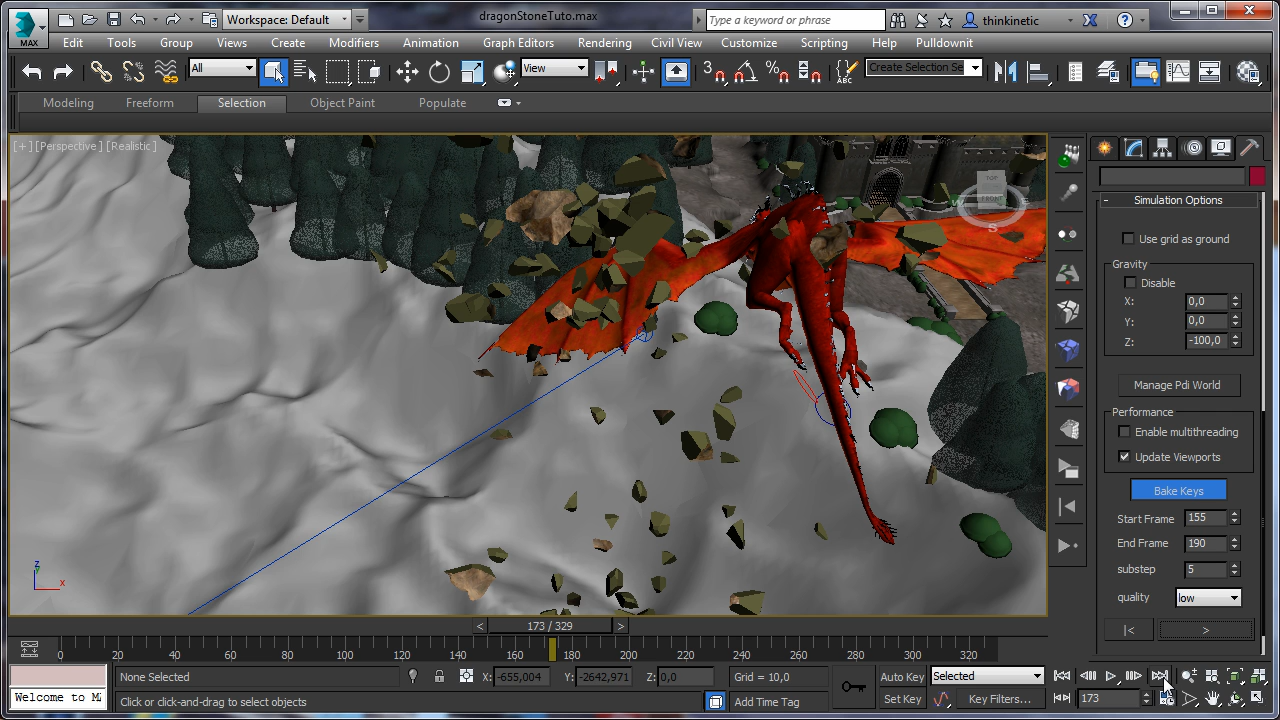 MAX
Workspace: Default
dragonStoneTuto.max
Type a keyword or phrase
thinkinetic
Edit Tools Group Views Create Modifiers Animation Graph Editors Rendering Civil View Customize Scripting Help Pulldownit
All
View
3
%
ABC
Create Selection Se
Modeling Freeform Selection Object Paint Populate
[+] [Perspective] [Realistic]
TOP
FRONT
W
S
Simulation Options
Use grid as ground
Gravity
Disable
X: 0,0
Y: 0,0
Z: -100,0
Manage Pdi World
Performance
Enable multithreading
Update Viewports
Bake Keys
Start Frame 155
End Frame 190
substep 5
quality low
|< >
z
x
< 173 / 329 >
0 20 40 60 80 100 120 140 160 180 200 220 240 260 280 300 320
None Selected
X: -655,004 Y: -2642,971 Z: 0,0
Grid = 10,0
Auto Key Selected
Welcome to M
Click or click-and-drag to select objects
Add Time Tag
Set Key Key Filters...
173